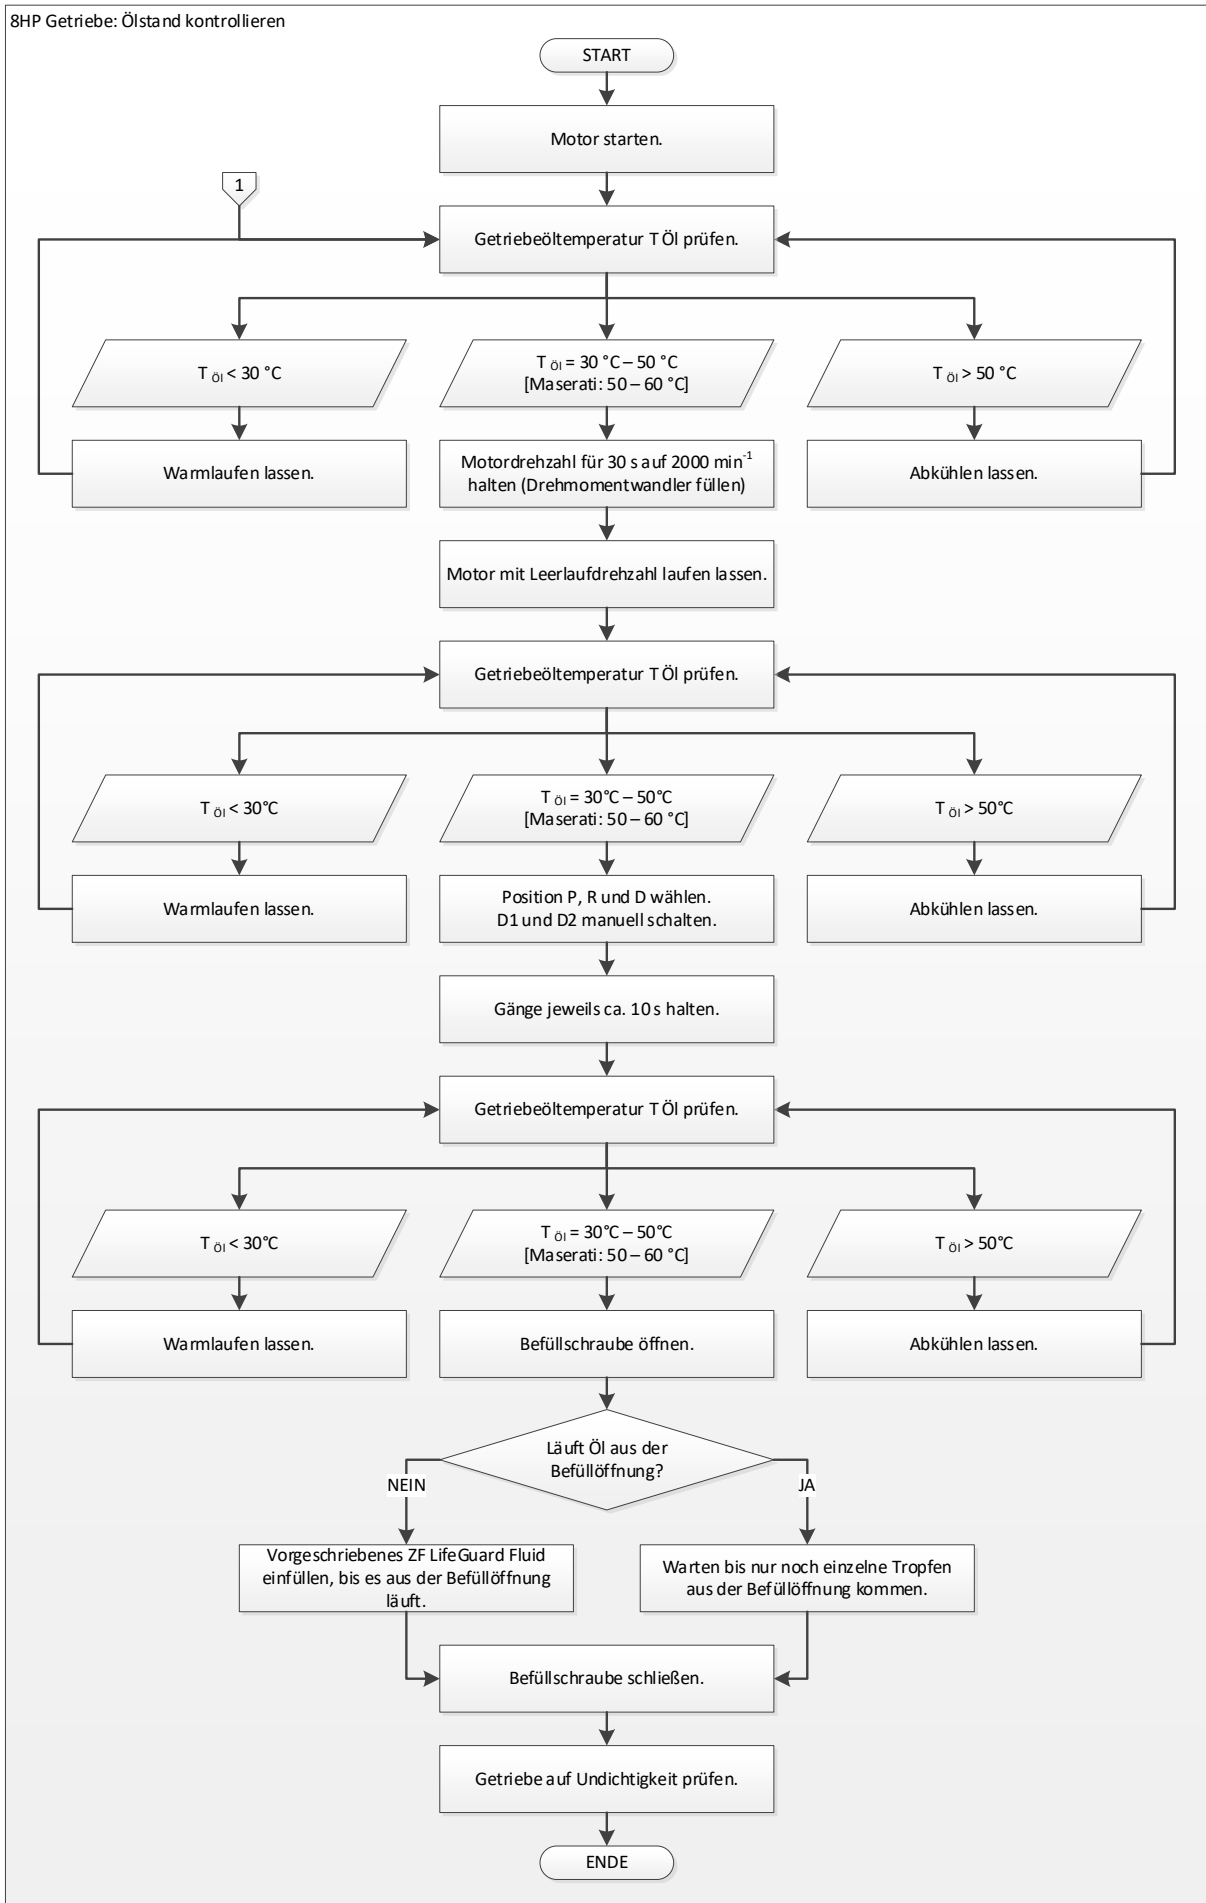 8HP Getriebe: Ölstand kontrollieren
START
Motor starten.
1
Getriebeöltemperatur T Öl prüfen.
T Öl < 30 °C
T Öl = 30 °C – 50 °C
[Maserati: 50 – 60 °C]
T Öl > 50 °C
Warmlaufen lassen.
Motordrehzahl für 30 s auf 2000 min⁻¹
halten (Drehmomentwandler füllen)
Abkühlen lassen.
Motor mit Leerlaufdrehzahl laufen lassen.
Getriebeöltemperatur T Öl prüfen.
T Öl < 30°C
T Öl = 30°C – 50°C
[Maserati: 50 – 60 °C]
T Öl > 50°C
Warmlaufen lassen.
Position P, R und D wählen.
D1 und D2 manuell schalten.
Abkühlen lassen.
Gänge jeweils ca. 10 s halten.
Getriebeöltemperatur T Öl prüfen.
T Öl < 30°C
T Öl = 30°C – 50°C
[Maserati: 50 – 60 °C]
T Öl > 50°C
Warmlaufen lassen.
Befüllschraube öffnen.
Abkühlen lassen.
Läuft Öl aus der
Befüllöffnung?
NEIN
JA
Vorgeschriebenes ZF LifeGuard Fluid
einfüllen, bis es aus der Befüllöffnung
läuft.
Warten bis nur noch einzelne Tropfen
aus der Befüllöffnung kommen.
Befüllschraube schließen.
Getriebe auf Undichtigkeit prüfen.
ENDE